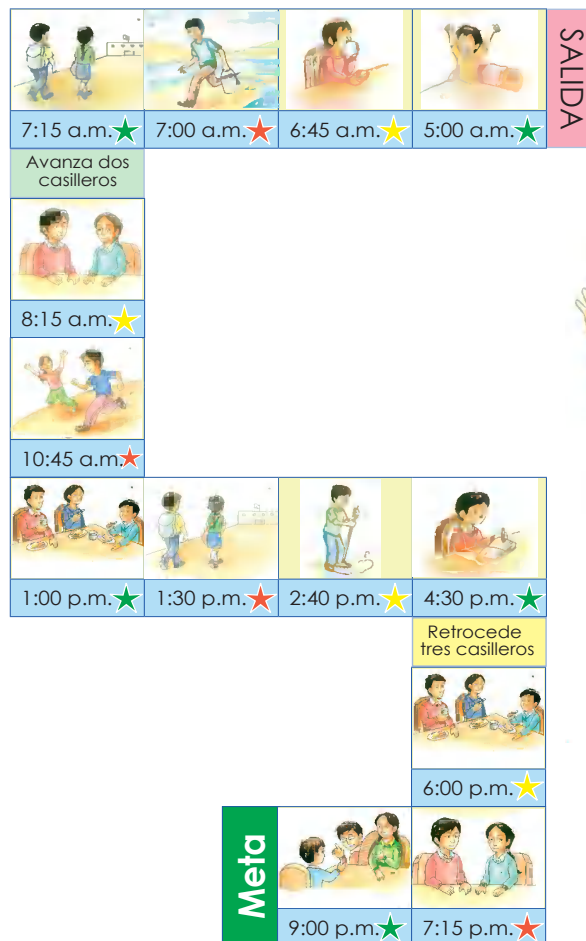 SALIDA
7:15 a.m. 7:00 a.m. 6:45 a.m. 5:00 a.m.
Avanza dos
casilleros
8:15 a.m.
10:45 a.m.
1:00 p.m. 1:30 p.m. 2:40 p.m. 4:30 p.m.
Retrocede
tres casilleros
6:00 p.m.
Meta
9:00 p.m. 7:15 p.m.